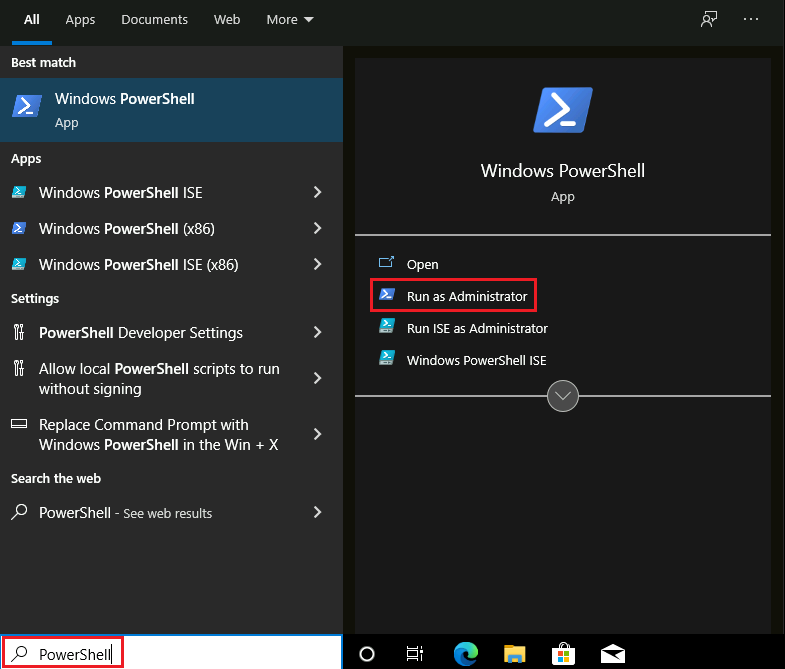 All Apps Documents Web More
Best match
Windows PowerShell
App
Apps
Windows PowerShell ISE
Windows PowerShell (x86)
Windows PowerShell ISE (x86)
Settings
PowerShell Developer Settings
Allow local PowerShell scripts to run
without signing
Replace Command Prompt with
Windows PowerShell in the Win + X
Search the web
PowerShell - See web results
PowerShell
Windows PowerShell
App
Open
Run as Administrator
Run ISE as Administrator
Windows PowerShell ISE